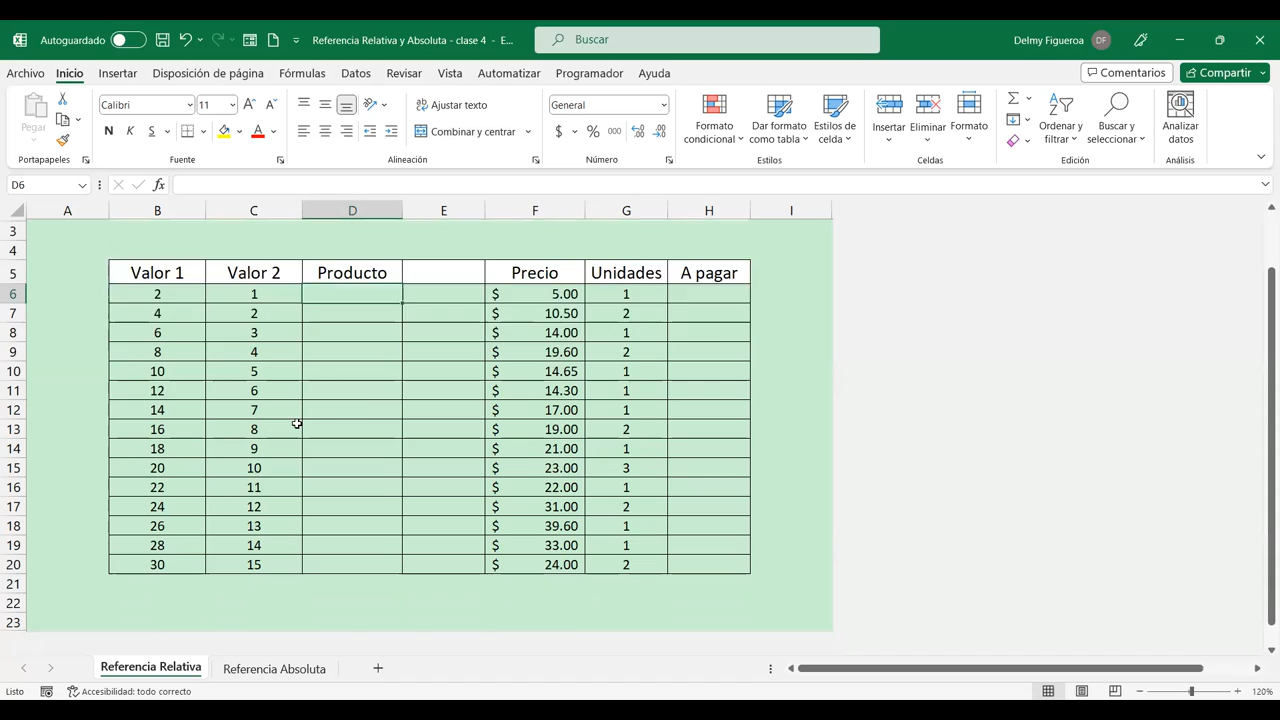 Autoguardado
Referencia Relativa y Absoluta - clase 4 - E...
Buscar
Delmy Figueroa
DF
Archivo Inicio Insertar Disposición de página Fórmulas Datos Revisar Vista Automatizar Programador Ayuda
Comentarios
Compartir
Pegar
Calibri 11
N K S
Ajustar texto
Combinar y centrar
General
$ % 000
Formato condicional
Dar formato como tabla
Estilos de celda
Insertar
Eliminar
Formato
Ordenar y filtrar
Buscar y seleccionar
Analizar datos
Portapapeles Fuente Alineación Número Estilos Celdas Edición Análisis
D6 fx
A B C D E F G H I
3
4
5 Valor 1 Valor 2 Producto Precio Unidades A pagar
6 2 1 $ 5.00 1
7 4 2 $ 10.50 2
8 6 3 $ 14.00 1
9 8 4 $ 19.60 2
10 10 5 $ 14.65 1
11 12 6 $ 14.30 1
12 14 7 $ 17.00 1
13 16 8 $ 19.00 2
14 18 9 $ 21.00 1
15 20 10 $ 23.00 3
16 22 11 $ 22.00 1
17 24 12 $ 31.00 2
18 26 13 $ 39.60 1
19 28 14 $ 33.00 1
20 30 15 $ 24.00 2
21
22
23
Referencia Relativa Referencia Absoluta
Listo Accesibilidad: todo correcto 120%